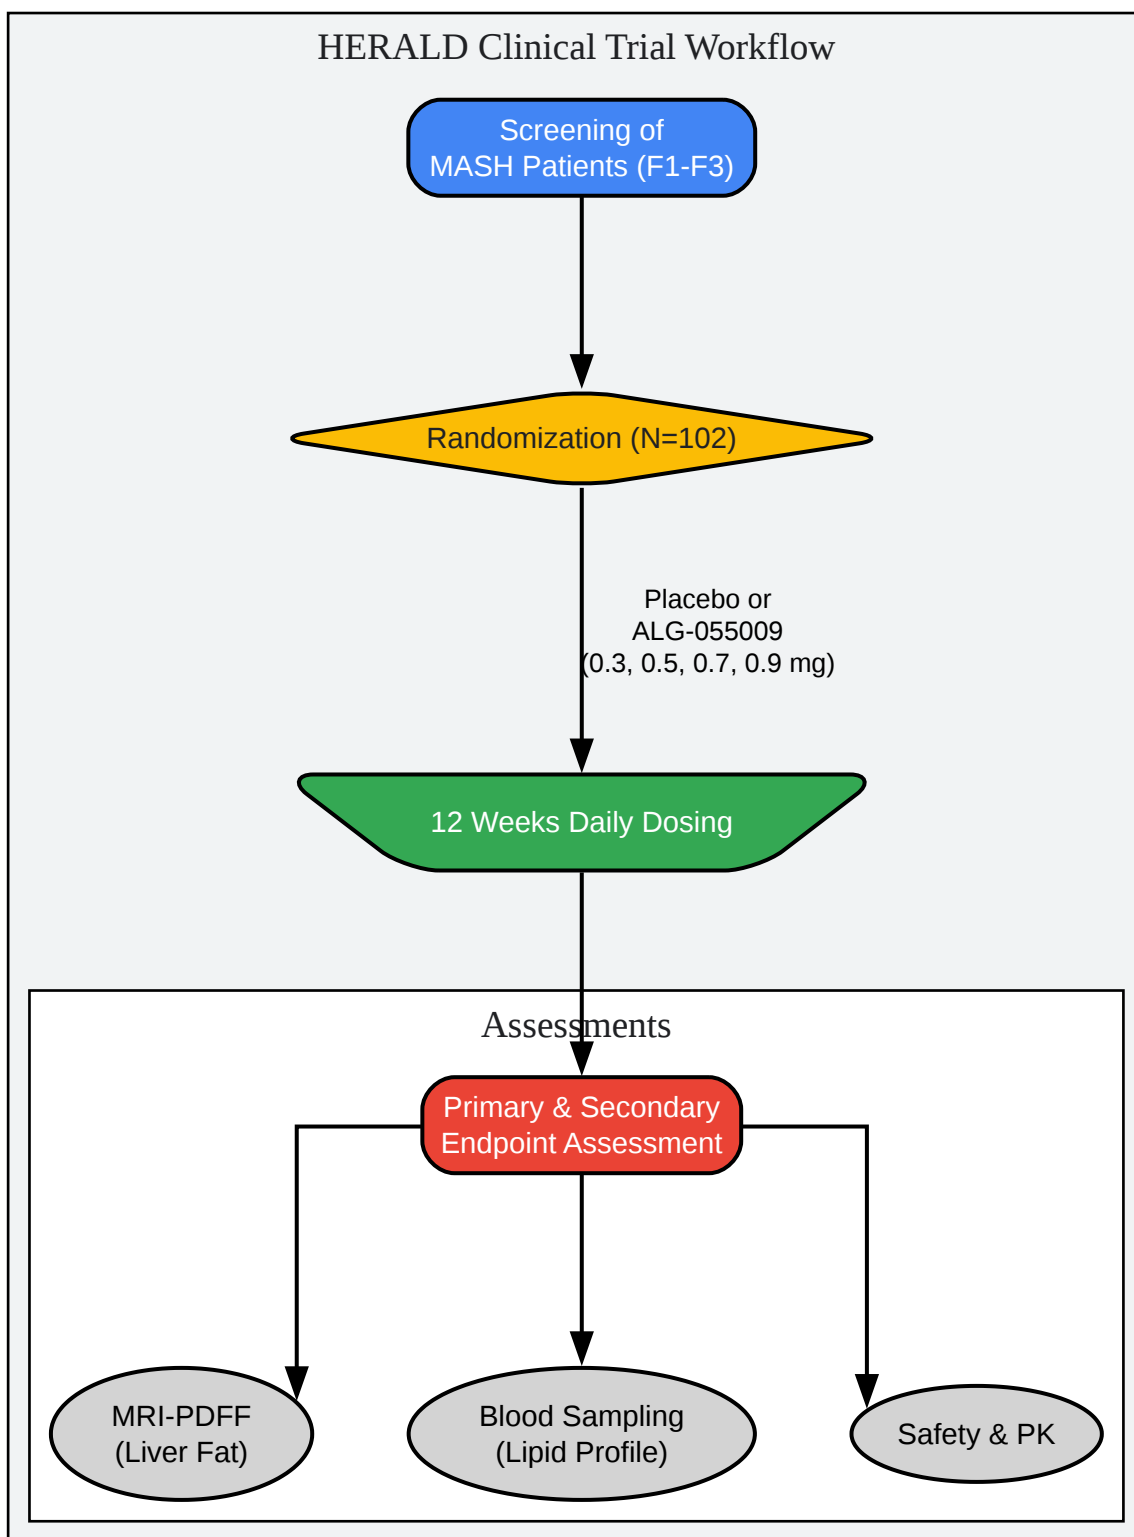 HERALD Clinical Trial Workflow
Screening of
MASH Patients (F1-F3)
Randomization (N=102)
Placebo or
ALG-055009
(0.3, 0.5, 0.7, 0.9 mg)
12 Weeks Daily Dosing
Assessments
Primary & Secondary
Endpoint Assessment
MRI-PDFF
(Liver Fat)
Blood Sampling
(Lipid Profile)
Safety & PK